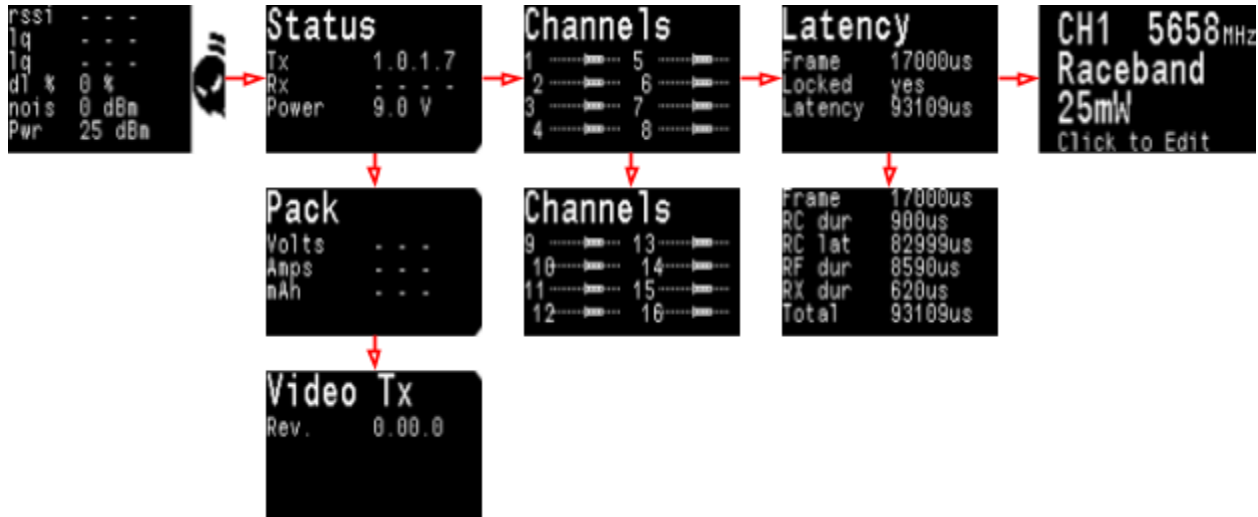 rssi - - -
lq - - -
lq - - -
dl % 0 %
nois 0 dBm
Pwr 25 dBm
Status
Tx 1.0.1.7
Rx - - - -
Power 9.0 V
Channels
1 5
2 6
3 7
4 8
Latency
Frame 17000us
Locked yes
Latency 93109us
CH1 5658MHz
Raceband
25mW
Click to Edit
Pack
Volts - - -
Amps - - -
mAh - - -
Channels
9 13
10 14
11 15
12 16
Frame 17000us
RC dur 900us
RC lat 82999us
RF dur 8590us
RX dur 620us
Total 93109us
Video Tx
Rev. 0.00.0